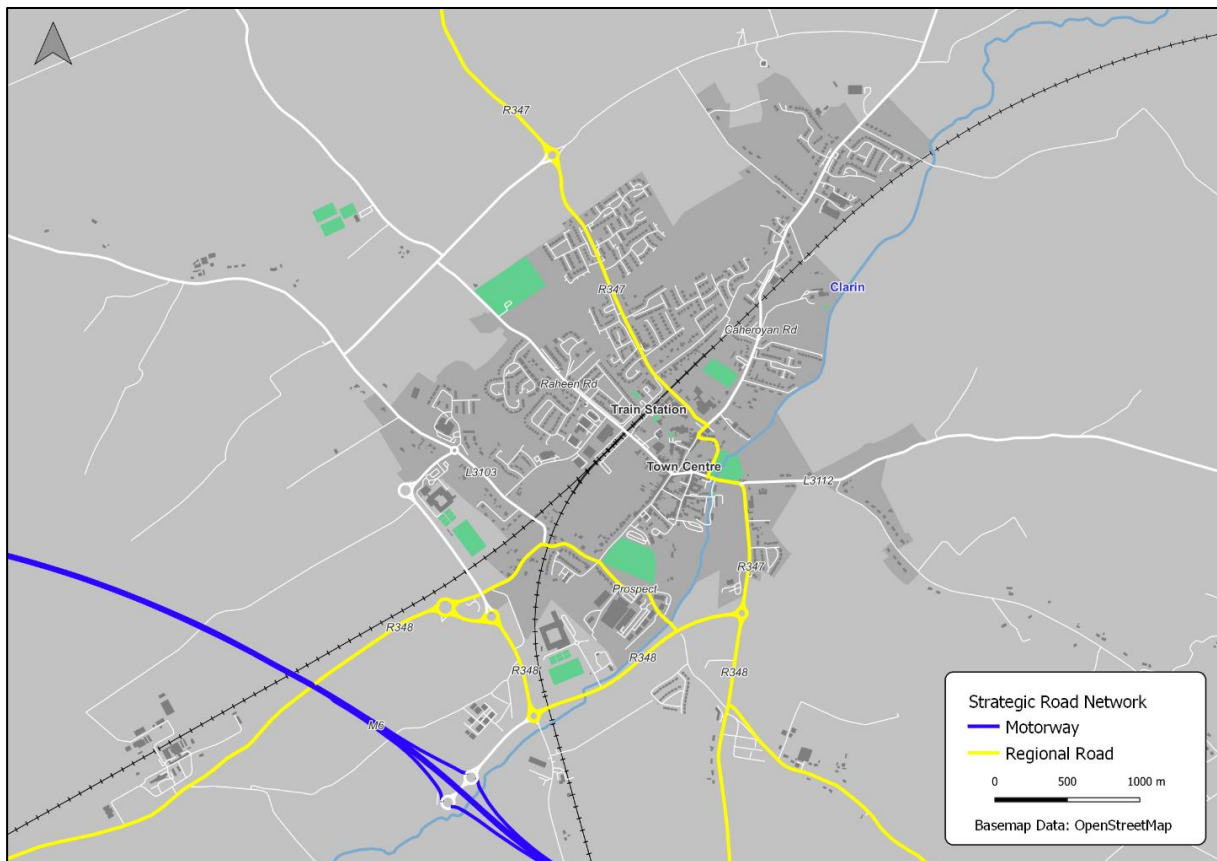 R347
R347
Clarin
Caheroyan Rd
Raheen Rd
Train Station
Town Centre
L3103
L3112
R347
Prospect
R348
R348
R348
R348
M6
Strategic Road Network
Motorway
Regional Road
0 500 1000 m
Basemap Data: OpenStreetMap